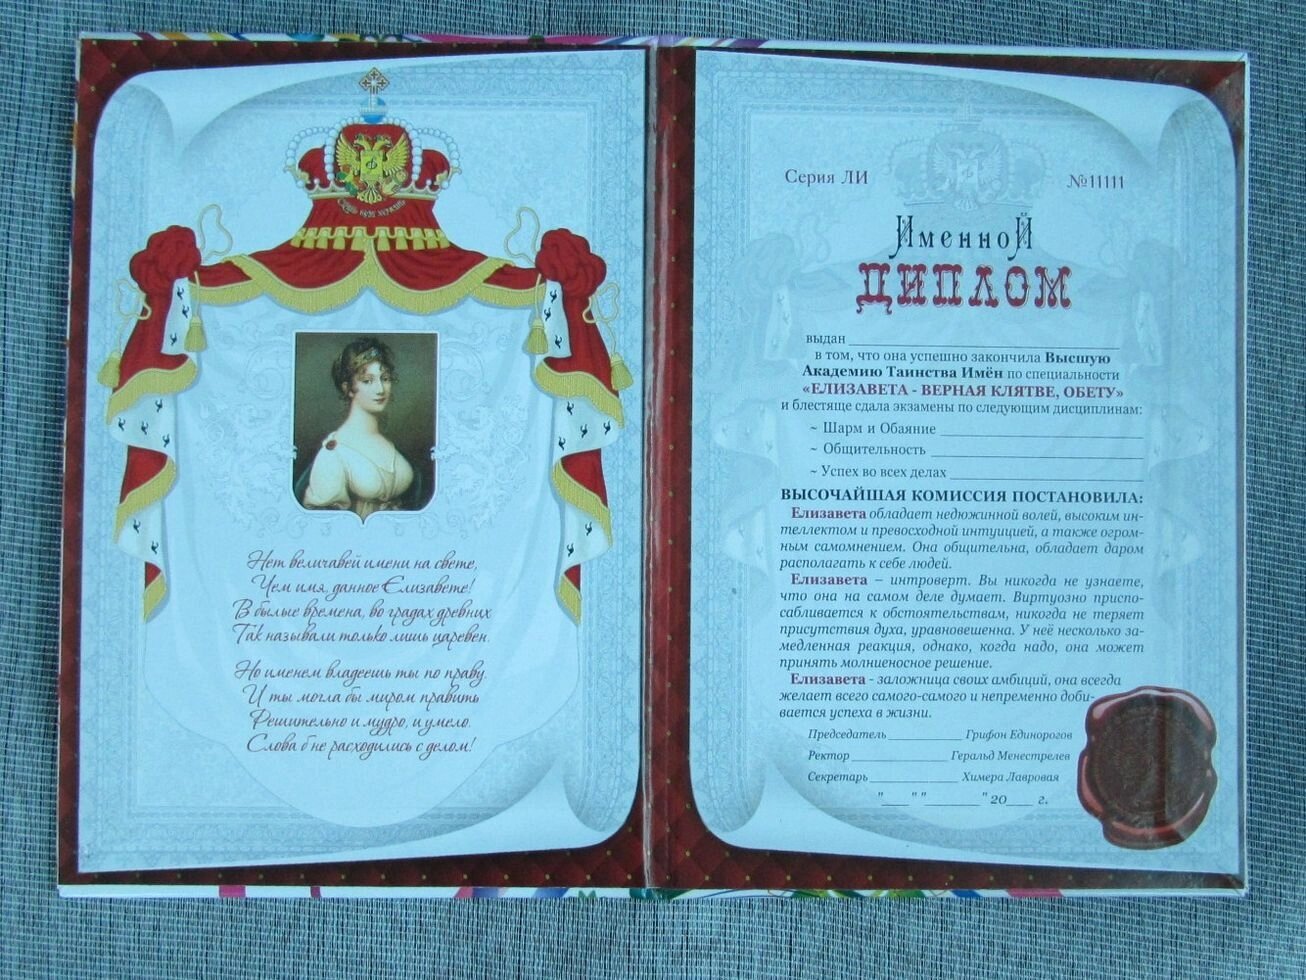 Нет величавей имени на свете,
Чем имя, данное Елизавете!
В былые времена, во градах древних
Так называли только лишь царевен.
Но именем владеешь ты по праву.
И ты могла бы миром править
Решительно и мудро, и умело.
Слова б не расходились с делом!
Серия ЛИ №11111
Именной
ДИПЛОМ
выдан
в том, что она успешно закончила Высшую
Академию Таинства Имён по специальности
«ЕЛИЗАВЕТА - ВЕРНАЯ КЛЯТВЕ, ОБЕТУ»
и блестяще сдала экзамены по следующим дисциплинам:
~ Шарм и Обаяние
~ Общительность
~ Успех во всех делах
ВЫСОЧАЙШАЯ КОМИССИЯ ПОСТАНОВИЛА:
Елизавета обладает недюжинной волей, высоким ин-
теллектом и превосходной интуицией, а также огром-
ным самомнением. Она общительна, обладает даром
располагать к себе людей.
Елизавета – интроверт. Вы никогда не узнаете,
что она на самом деле думает. Виртуозно приспо-
сабливается к обстоятельствам, никогда не теряет
присутствия духа, уравновешенна. У неё несколько за-
медленная реакция, однако, когда надо, она может
принять молниеносное решение.
Елизавета - заложница своих амбиций, она всегда
желает всего самого-самого и непременно доби-
вается успеха в жизни.
Председатель ____________ Грифон Единорогов
Ректор ________________ Геральд Менестрелев
Секретарь ______________ Химера Лавровая
"____" "________" 20____ г.